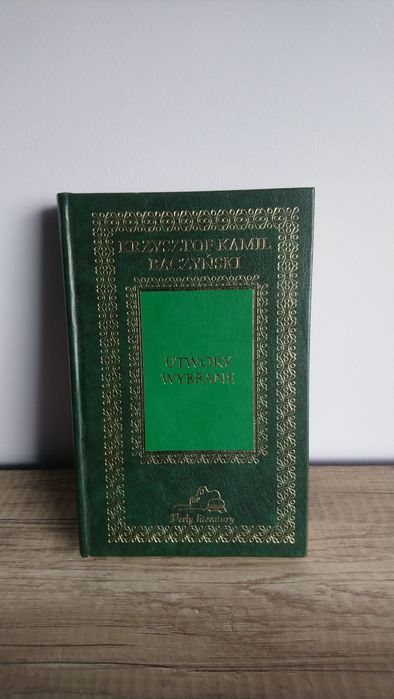 KRZYSZTOF KAMIL
BACZYŃSKI
UTWORY
WYBRANE
Perły literatury